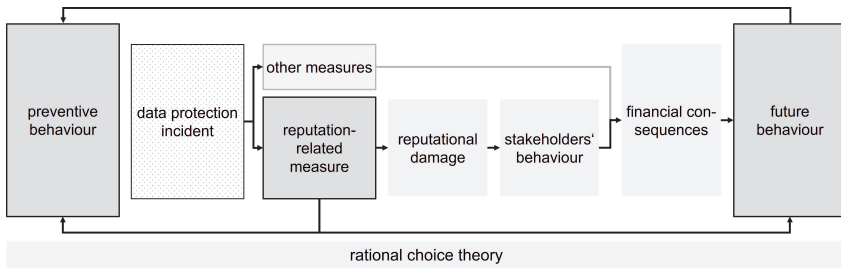 preventive
behaviour
data protection
incident
other measures
reputation-
related
measure
reputational
damage
stakeholders‘
behaviour
financial con-
sequences
future
behaviour
rational choice theory